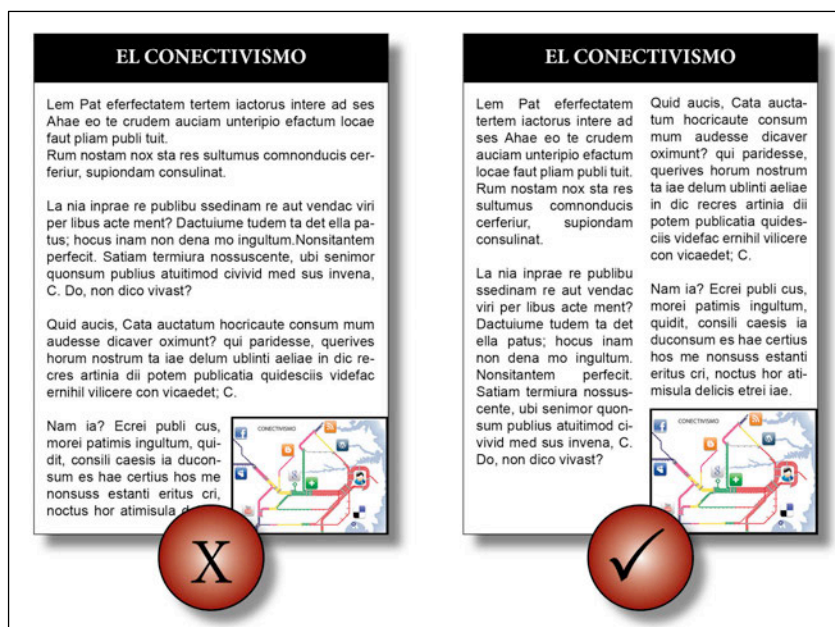 EL CONECTIVISMO
Lem Pat eferfectatem tertem iactorus intere ad ses
Ahae eo te crudem auciam unteripio efactum locae
faut pliam publi tuit.
Rum nostam nox sta res sultumus comnonducis cer-
feriur, supiondam consulinat.
La nia inprae re publibu ssedinam re aut vendac viri
per libus acte ment? Dactuiume tudem ta det ella pa-
tus; hocus inam non dena mo ingultum.Nonsitantem
perfecit. Satiam termiura nossuscente, ubi senimor
quonsum publius atuitimod civivid med sus invena,
C. Do, non dico vivast?
Quid aucis, Cata auctatum hocricaute consum mum
audesse dicaver oximunt? qui paridesse, querives
horum nostrum ta iae delum ublinti aeliae in dic re-
cres artinia dii potem publicatia quidesciis videfac
ernihil vilicere con vicaedet; C.
Nam ia? Ecrei publi cus,
morei patimis ingultum, qui-
dit, consili caesis ia ducon-
sum es hae certius hos me
nonsuss estanti eritus cri,
noctus hor atimisula d
CONECTIVISMO
X
EL CONECTIVISMO
Lem Pat eferfectatem
tertem iactorus intere ad
ses Ahae eo te crudem
auciam unteripio efactum
locae faut pliam publi tuit.
Rum nostam nox sta res
sultumus comnonducis
cerferiur, supiondam
consulinat.
La nia inprae re publibu
ssedinam re aut vendac
viri per libus acte ment?
Dactuiume tudem ta det
ella patus; hocus inam
non dena mo ingultum.
Nonsitantem perfecit.
Satiam termiura nossus-
cente, ubi senimor quon-
sum publius atuitimod ci-
vivid med sus invena, C.
Do, non dico vivast?
Quid aucis, Cata aucta-
tum hocricaute consum
mum audesse dicaver
oximunt? qui paridesse,
querives horum nostrum
ta iae delum ublinti aeliae
in dic recres artinia dii
potem publicatia quides-
ciis videfac ernihil vilicere
con vicaedet; C.
Nam ia? Ecrei publi cus,
morei patimis ingultum,
quidit, consili caesis ia
duconsum es hae certius
hos me nonsuss estanti
eritus cri, noctus hor ati-
misula delicis etrei iae.
CONECTIVISMO